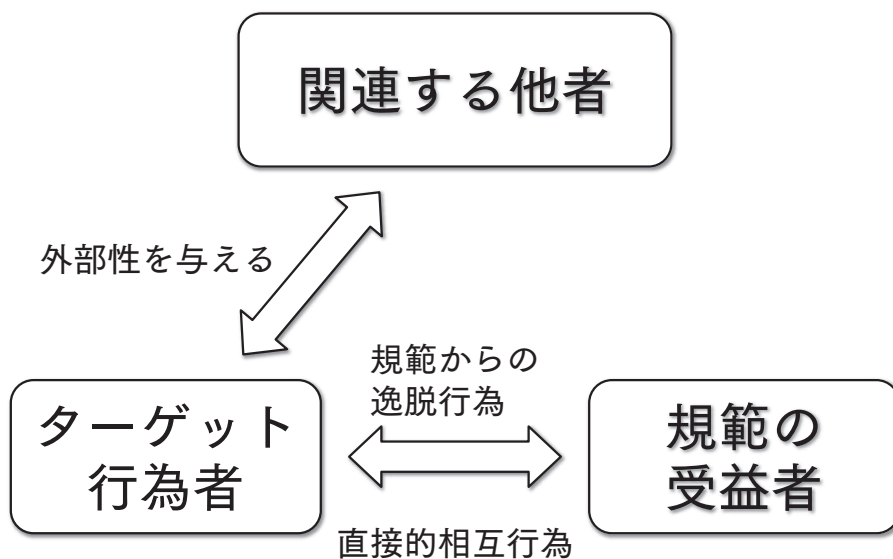 関連する他者
外部性を与える
規範からの
逸脱行為
ターゲット
行為者
規範の
受益者
直接的相互行為